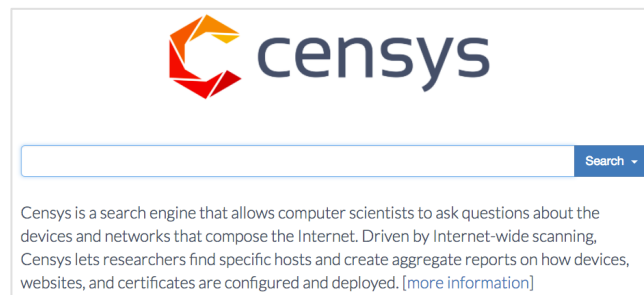 censys
Search
Censys is a search engine that allows computer scientists to ask questions about the
devices and networks that compose the Internet. Driven by Internet-wide scanning,
Censys lets researchers find specific hosts and create aggregate reports on how devices,
websites, and certificates are configured and deployed. [more information]